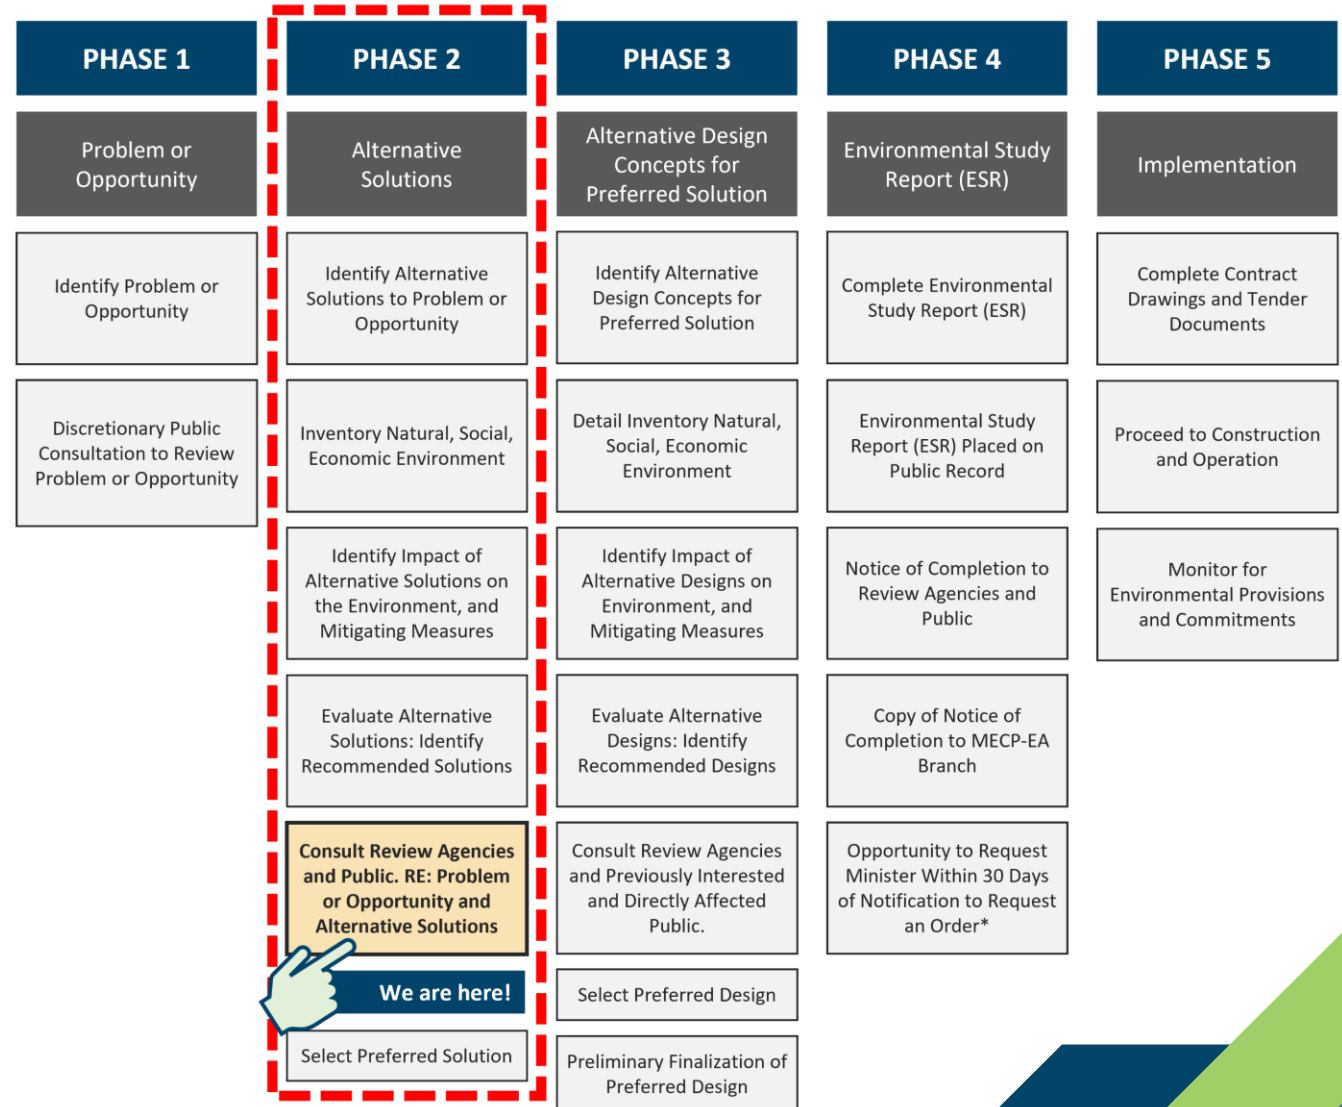 PHASE 1
Problem or
Opportunity
Identify Problem or
Opportunity
Discretionary Public
Consultation to Review
Problem or Opportunity
PHASE 2
Alternative
Solutions
Identify Alternative
Solutions to Problem or
Opportunity
Inventory Natural, Social,
Economic Environment
Identify Impact of
Alternative Solutions on
the Environment, and
Mitigating Measures
Evaluate Alternative
Solutions: Identify
Recommended Solutions
Consult Review Agencies
and Public. RE: Problem
or Opportunity and
Alternative Solutions
We are here!
Select Preferred Solution
PHASE 3
Alternative Design
Concepts for
Preferred Solution
Identify Alternative
Design Concepts for
Preferred Solution
Detail Inventory Natural,
Social, Economic
Environment
Identify Impact of
Alternative Designs on
Environment, and
Mitigating Measures
Evaluate Alternative
Designs: Identify
Recommended Designs
Consult Review Agencies
and Previously Interested
and Directly Affected
Public.
Select Preferred Design
Preliminary Finalization of
Preferred Design
PHASE 4
Environmental Study
Report (ESR)
Complete Environmental
Study Report (ESR)
Environmental Study
Report (ESR) Placed on
Public Record
Notice of Completion to
Review Agencies and
Public
Copy of Notice of
Completion to MECP-EA
Branch
Opportunity to Request
Minister Within 30 Days
of Notification to Request
an Order*
PHASE 5
Implementation
Complete Contract
Drawings and Tender
Documents
Proceed to Construction
and Operation
Monitor for
Environmental Provisions
and Commitments